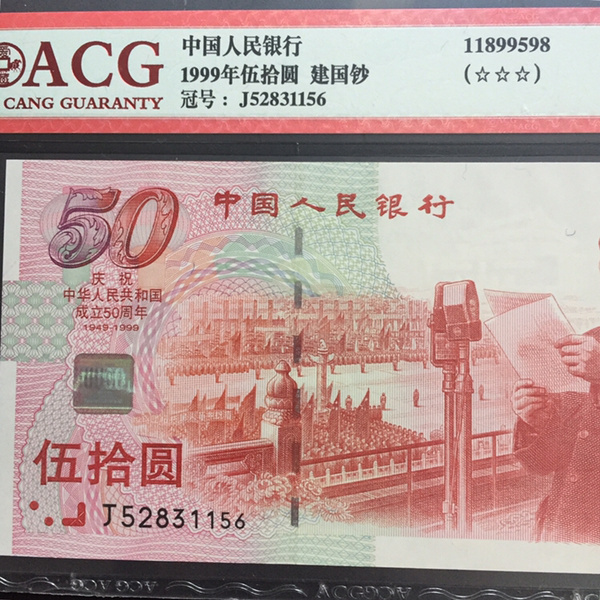 ACG
CANG GUARANTY
中国人民银行
1999年伍拾圆 建国钞
冠号：J52831156
11899598
(☆☆☆)
50
中国人民银行
庆祝
中华人民共和国
成立50周年
1949-1999
伍拾圆
J52831156